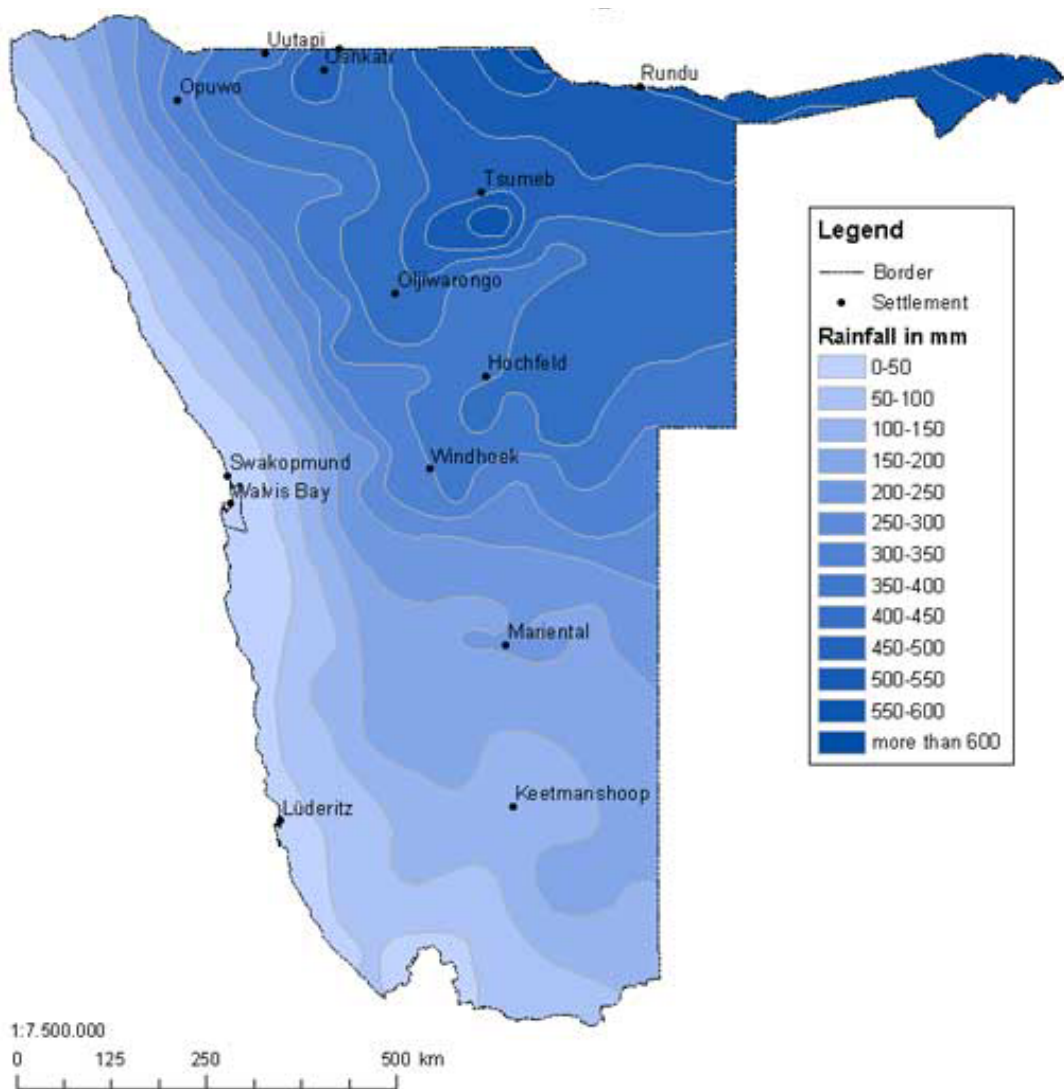 Uutapi
Oshkati
Opuwo
Rundu
Tsumeb
Oljiwarongo
Hochfeld
Windhoek
Swakopmund
Walvis Bay
Mariental
Keetmanshoop
Lüderitz
Legend
Border
Settlement
Rainfall in mm
0-50
50-100
100-150
150-200
200-250
250-300
300-350
350-400
400-450
450-500
500-550
550-600
more than 600
1:7.500.000
0 125 250 500 km